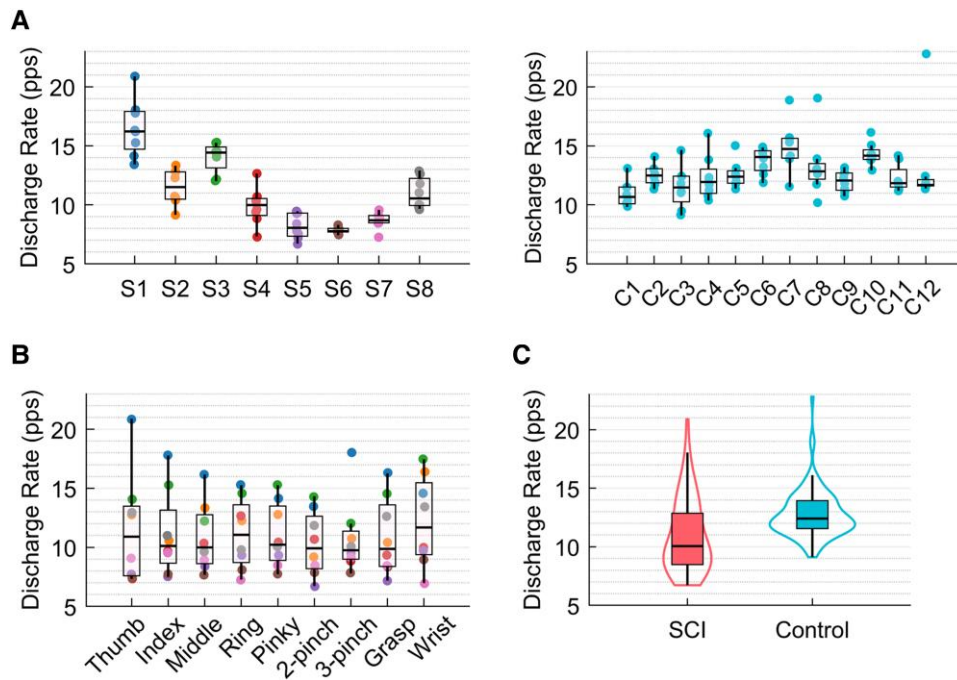 A
Discharge Rate (pps)
20
15
10
5
S1 S2 S3 S4 S5 S6 S7 S8
Discharge Rate (pps)
20
15
10
5
C1 C2 C3 C4 C5 C6 C7 C8 C9 C10 C11 C12
B
Discharge Rate (pps)
20
15
10
5
Thumb Index Middle Ring Pinky 2-pinch 3-pinch Grasp Wrist
C
Discharge Rate (pps)
20
15
10
5
SCI Control